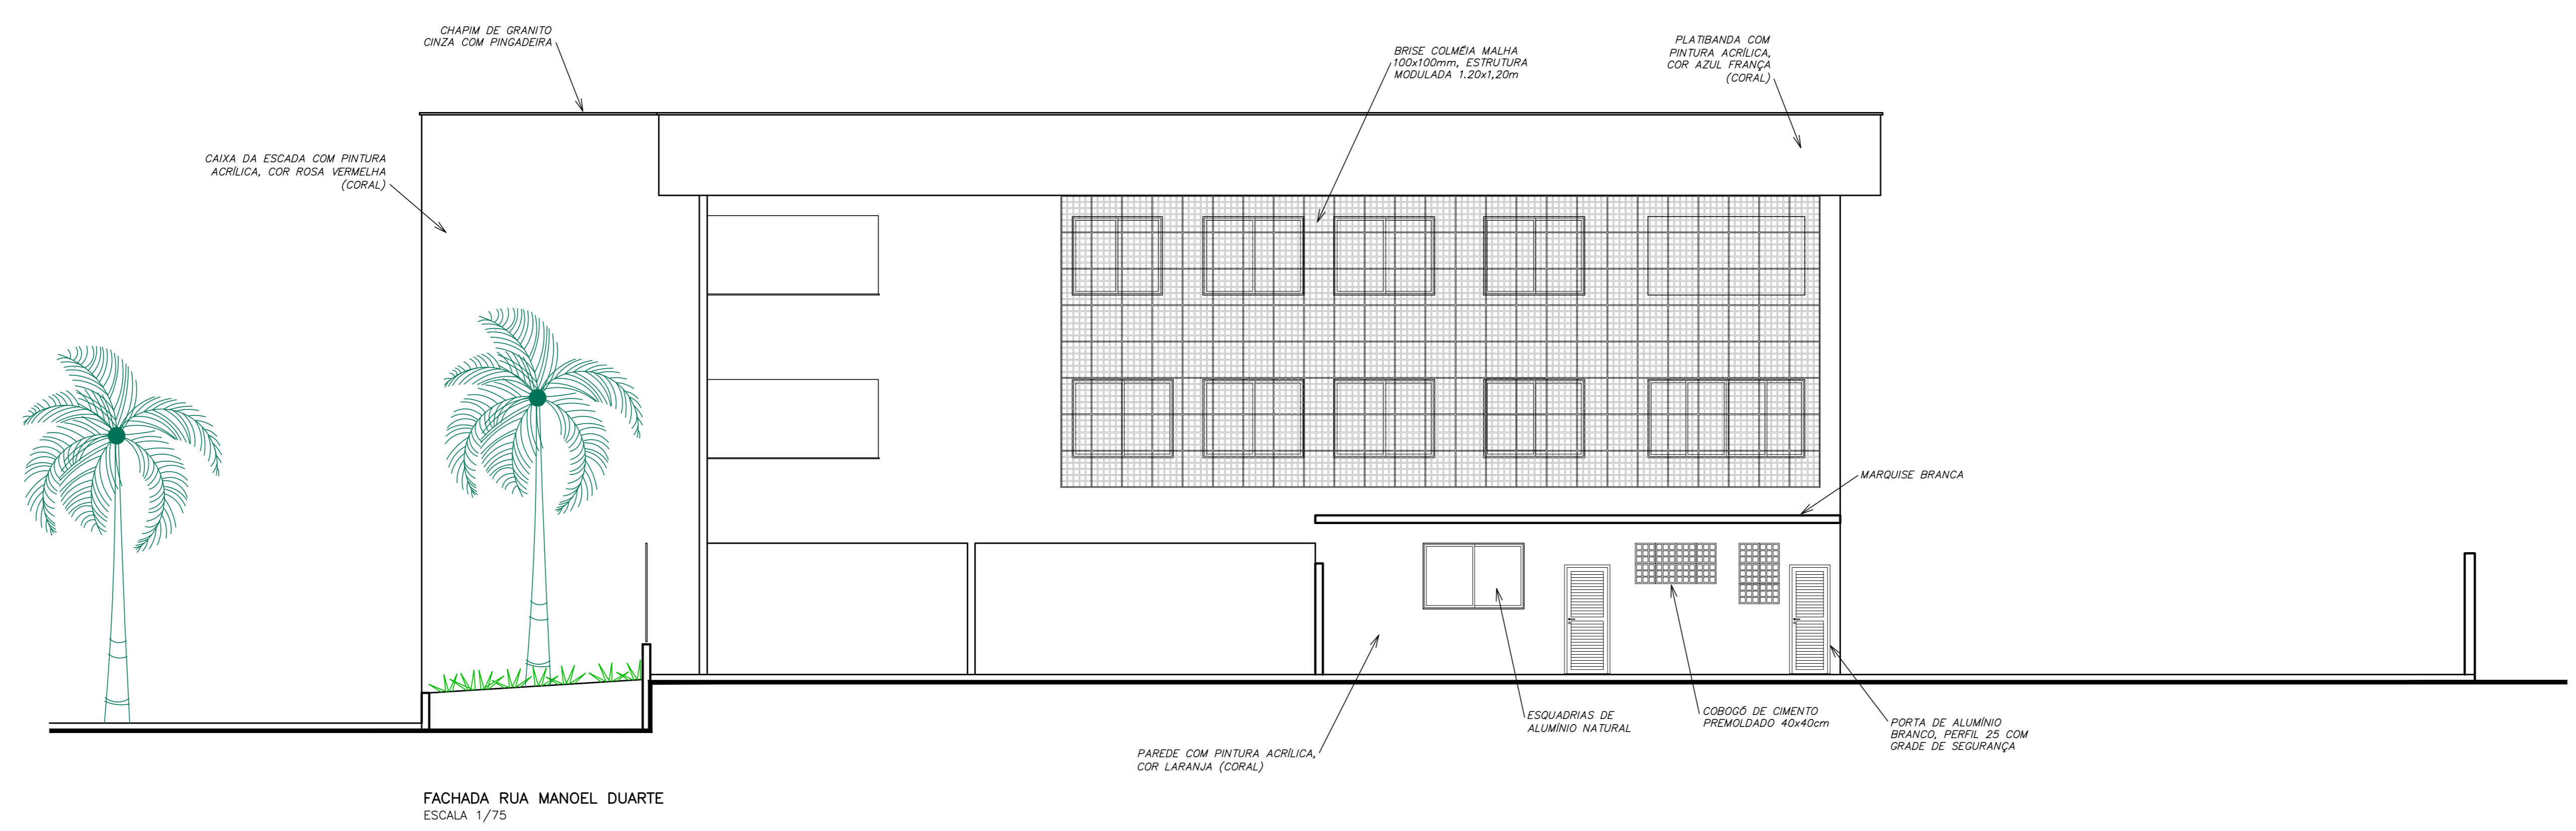 CHAPIM DE GRANITO
CINZA COM PINGADEIRA
BRISE COLMÉIA MALHA
100x100mm, ESTRUTURA
MODULADA 1.20x1,20m
PLATIBANDA COM
PINTURA ACRÍLICA,
COR AZUL FRANÇA
(CORAL)
CAIXA DA ESCADA COM PINTURA
ACRÍLICA, COR ROSA VERMELHA
(CORAL)
MARQUISE BRANCA
ESQUADRIAS DE
ALUMÍNIO NATURAL
COBOGÓ DE CIMENTO
PREMOLDADO 40x40cm
PORTA DE ALUMÍNIO
BRANCO, PERFIL 25 COM
GRADE DE SEGURANÇA
PAREDE COM PINTURA ACRÍLICA,
COR LARANJA (CORAL)
FACHADA RUA MANOEL DUARTE
ESCALA 1/75